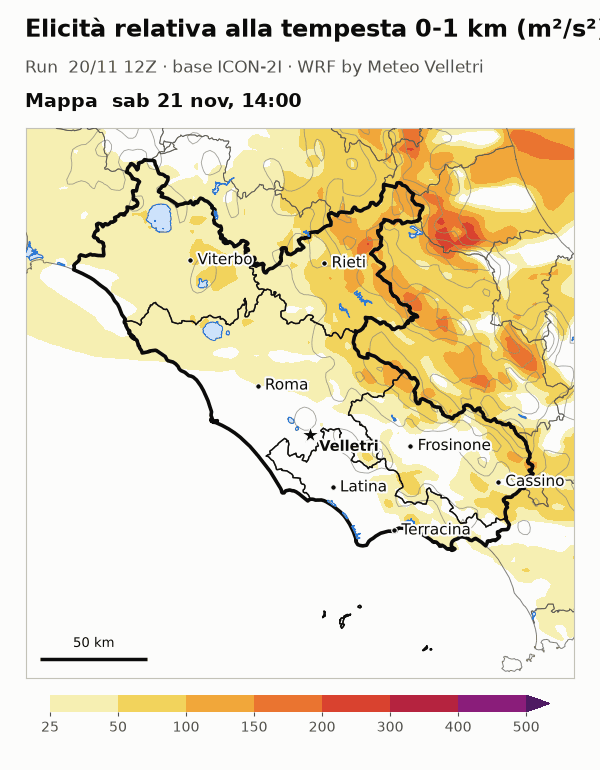 Elicità relativa alla tempesta 0-1 km (m²/s²)
Run 20/11 12Z · base ICON-2I · WRF by Meteo Velletri
Mappa sab 21 nov, 14:00
Viterbo
Rieti
Roma
Velletri
Frosinone
Latina
Cassino
Terracina
50 km
25 50 100 150 200 300 400 500